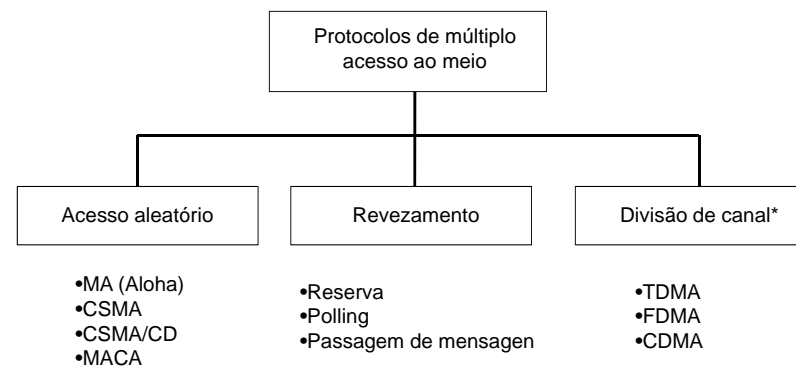 Protocolos de múltiplo
acesso ao meio
Acesso aleatório
Revezamento
Divisão de canal*
•MA (Aloha)
•CSMA
•CSMA/CD
•MACA
•Reserva
•Polling
•Passagem de mensagen
•TDMA
•FDMA
•CDMA